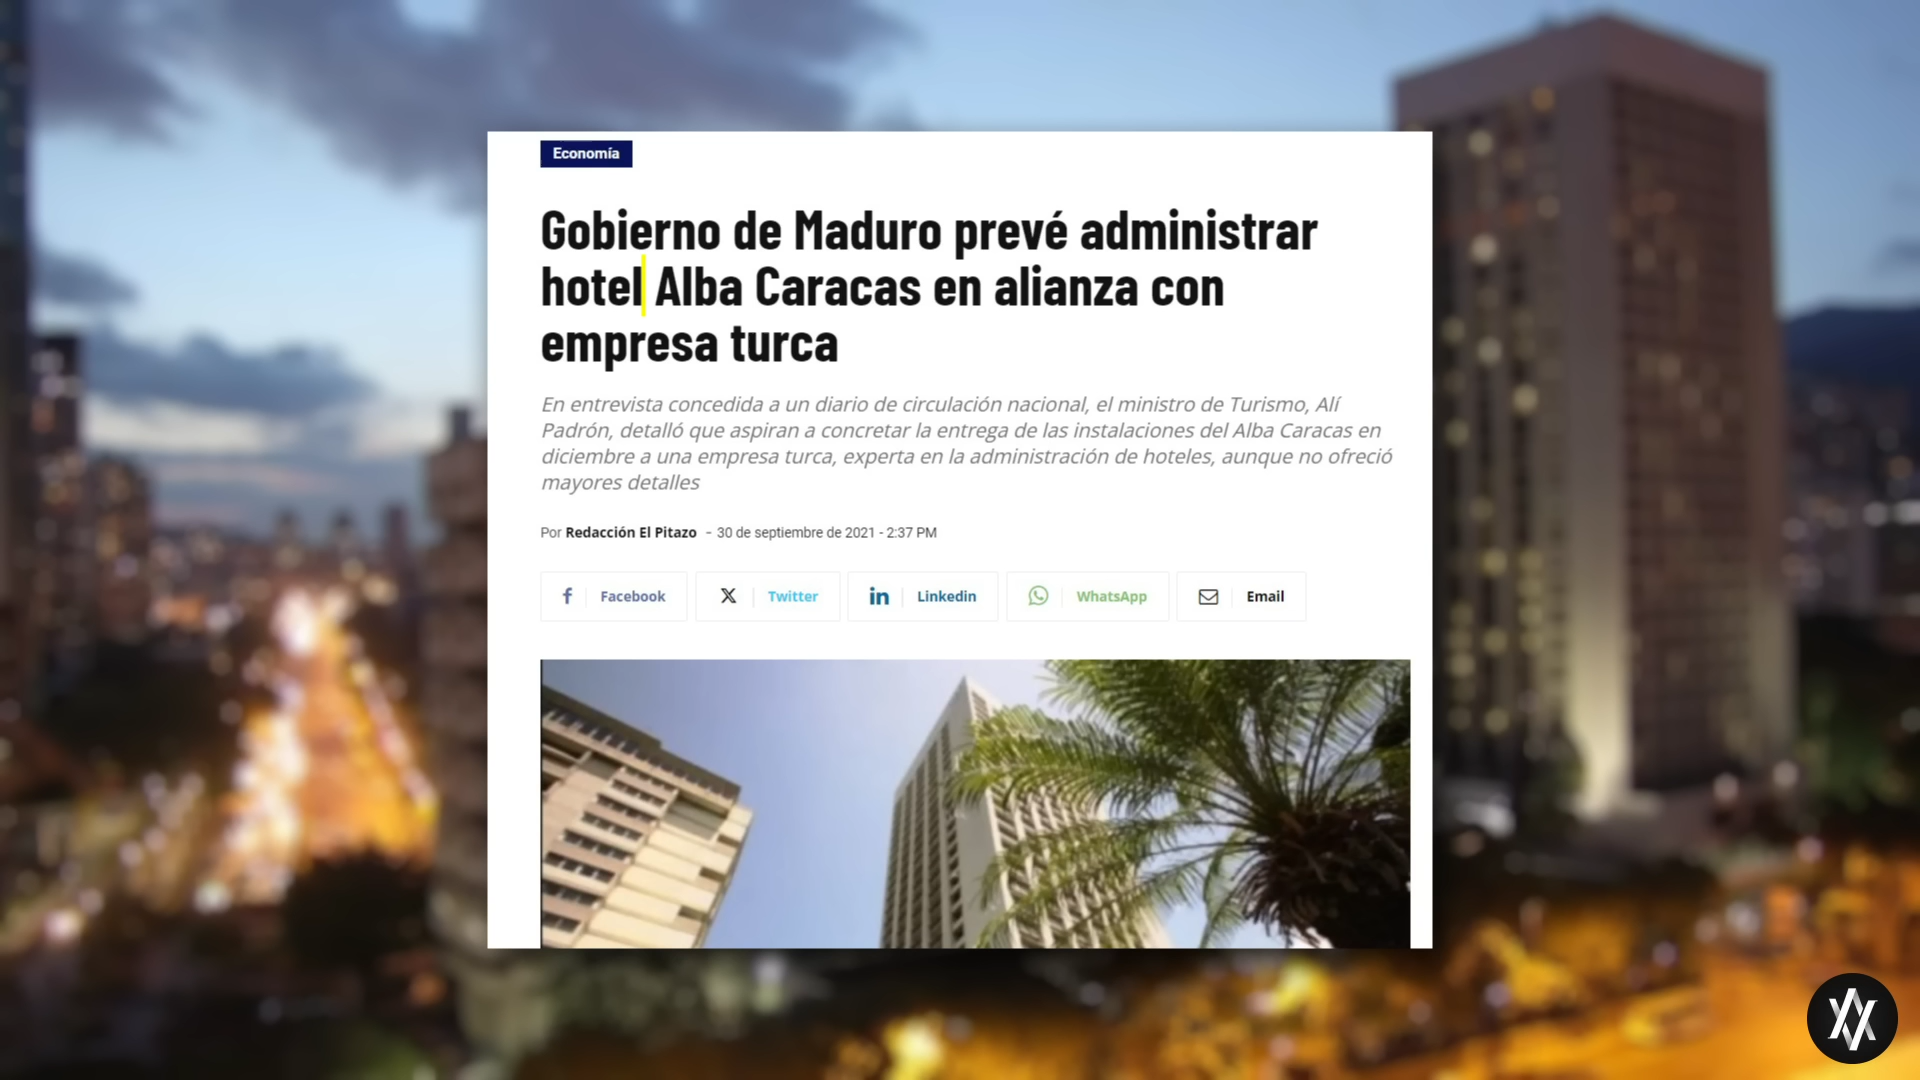 Economía
Gobierno de Maduro prevé administrar
hotel Alba Caracas en alianza con
empresa turca
En entrevista concedida a un diario de circulación nacional, el ministro de Turismo, Alí
Padrón, detalló que aspiran a concretar la entrega de las instalaciones del Alba Caracas en
diciembre a una empresa turca, experta en la administración de hoteles, aunque no ofreció
mayores detalles
Por Redacción El Pitazo - 30 de septiembre de 2021 - 2:37 PM
Facebook Twitter Linkedin WhatsApp Email